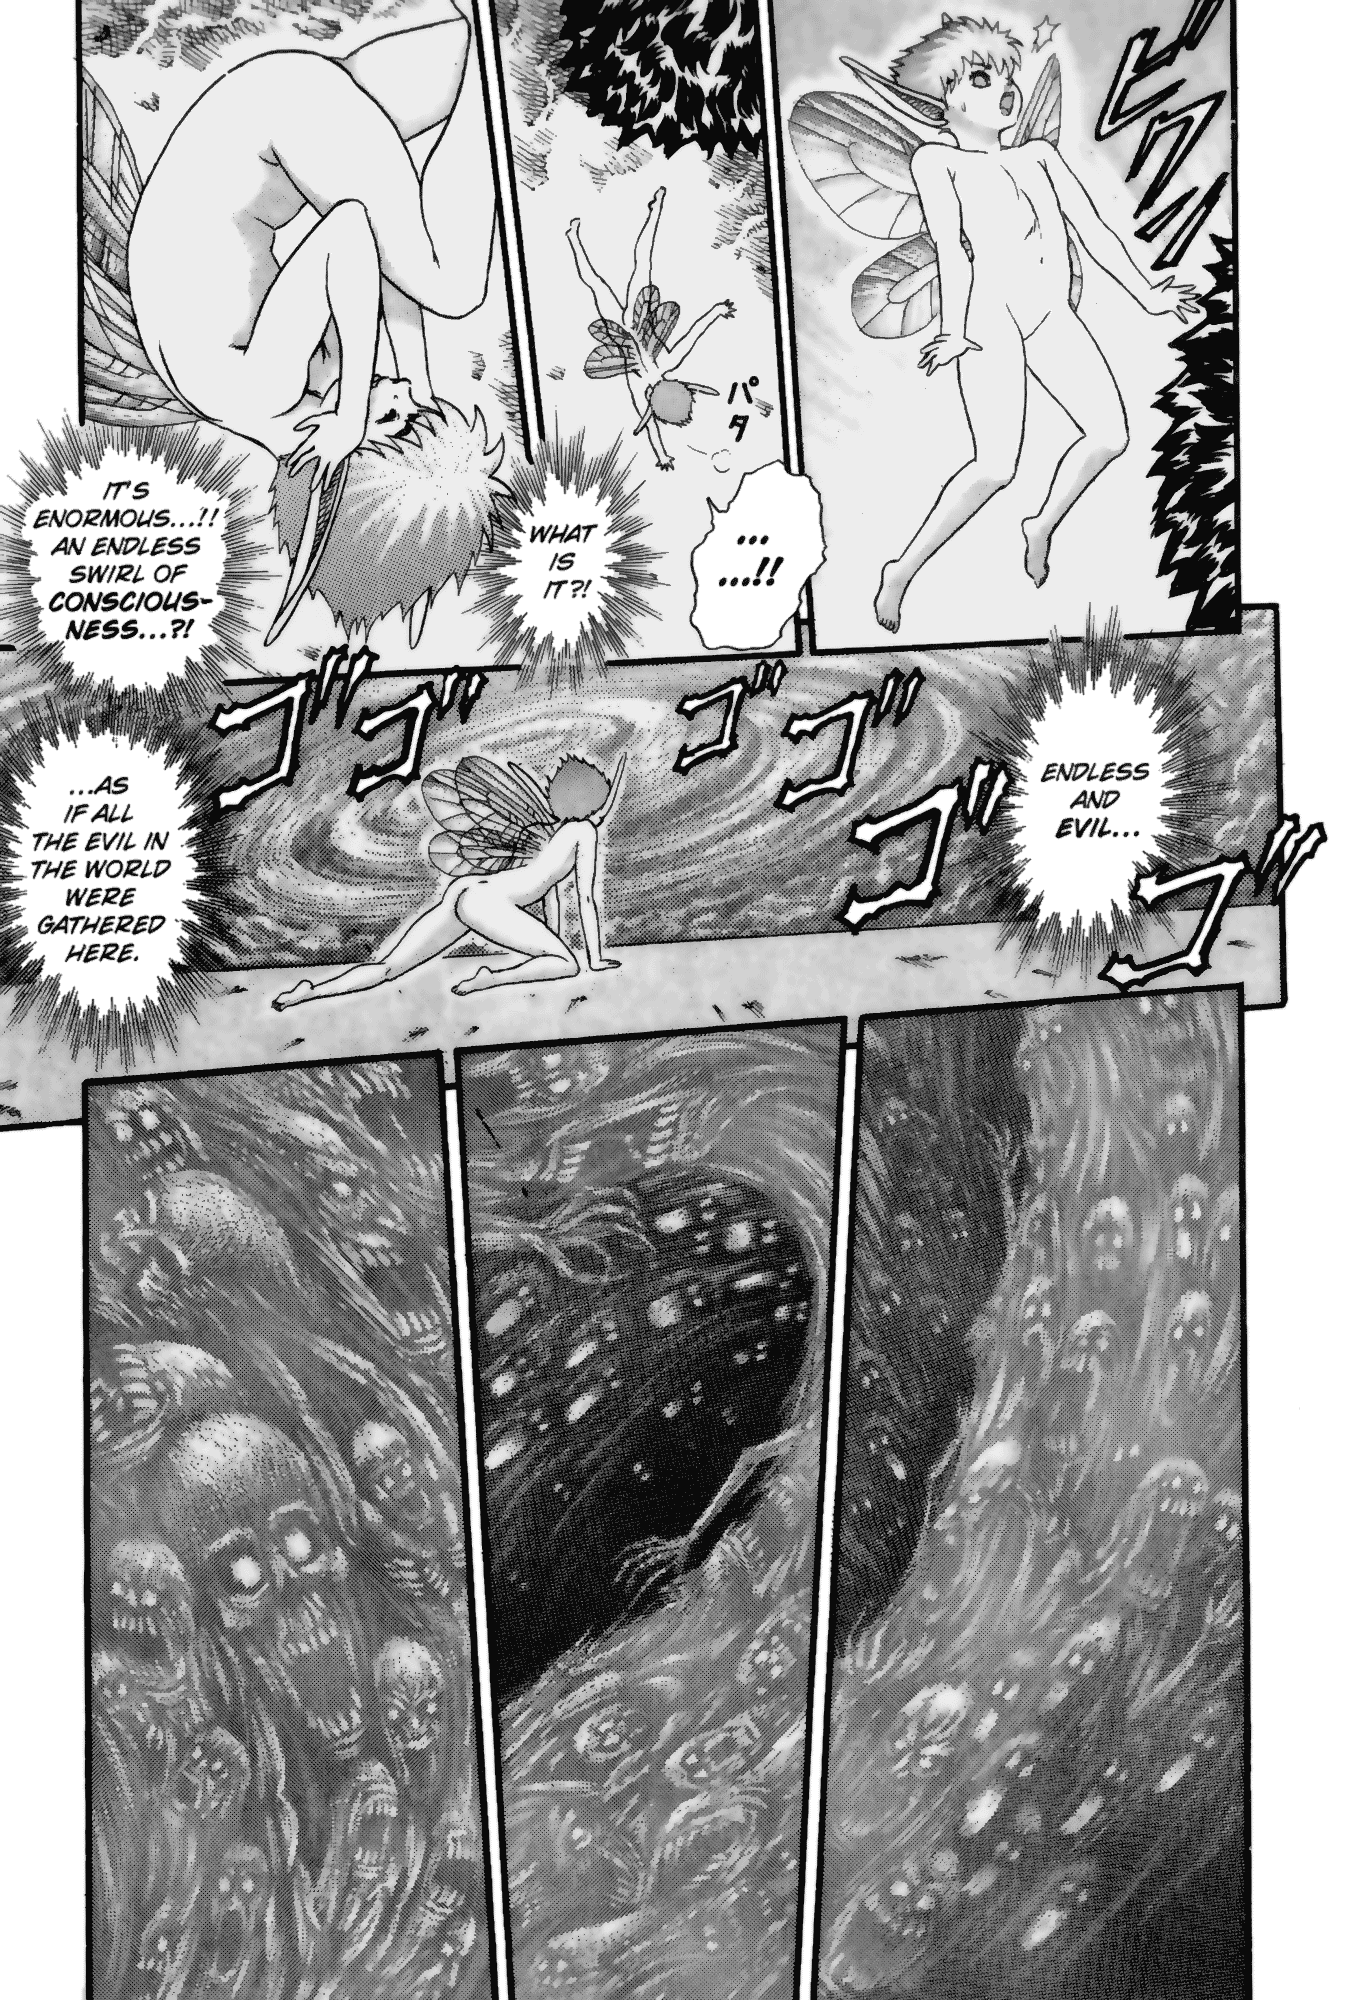 ビクッ
パタ
...
...!!
WHAT
IS
IT?!
IT'S
ENORMOUS...!!
AN ENDLESS
SWIRL OF
CONSCIOUS-
NESS...?!
ゴゴゴゴゴゴ
ENDLESS
AND
EVIL...
...AS
IF ALL
THE EVIL IN
THE WORLD
WERE
GATHERED
HERE.